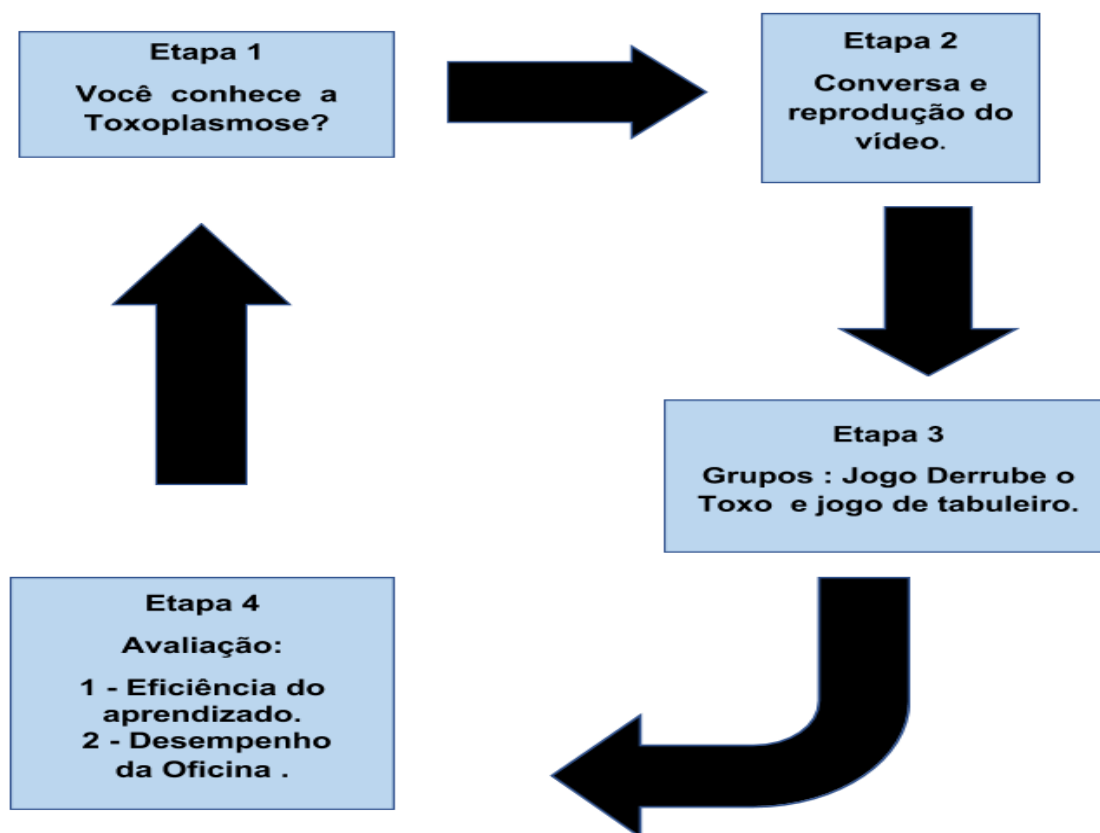 Etapa 1
Você conhece a
Toxoplasmose?
Etapa 2
Conversa e
reprodução do
vídeo.
Etapa 3
Grupos : Jogo Derrube o
Toxo e jogo de tabuleiro.
Etapa 4
Avaliação:
1 - Eficiência do
aprendizado.
2 - Desempenho
da Oficina .